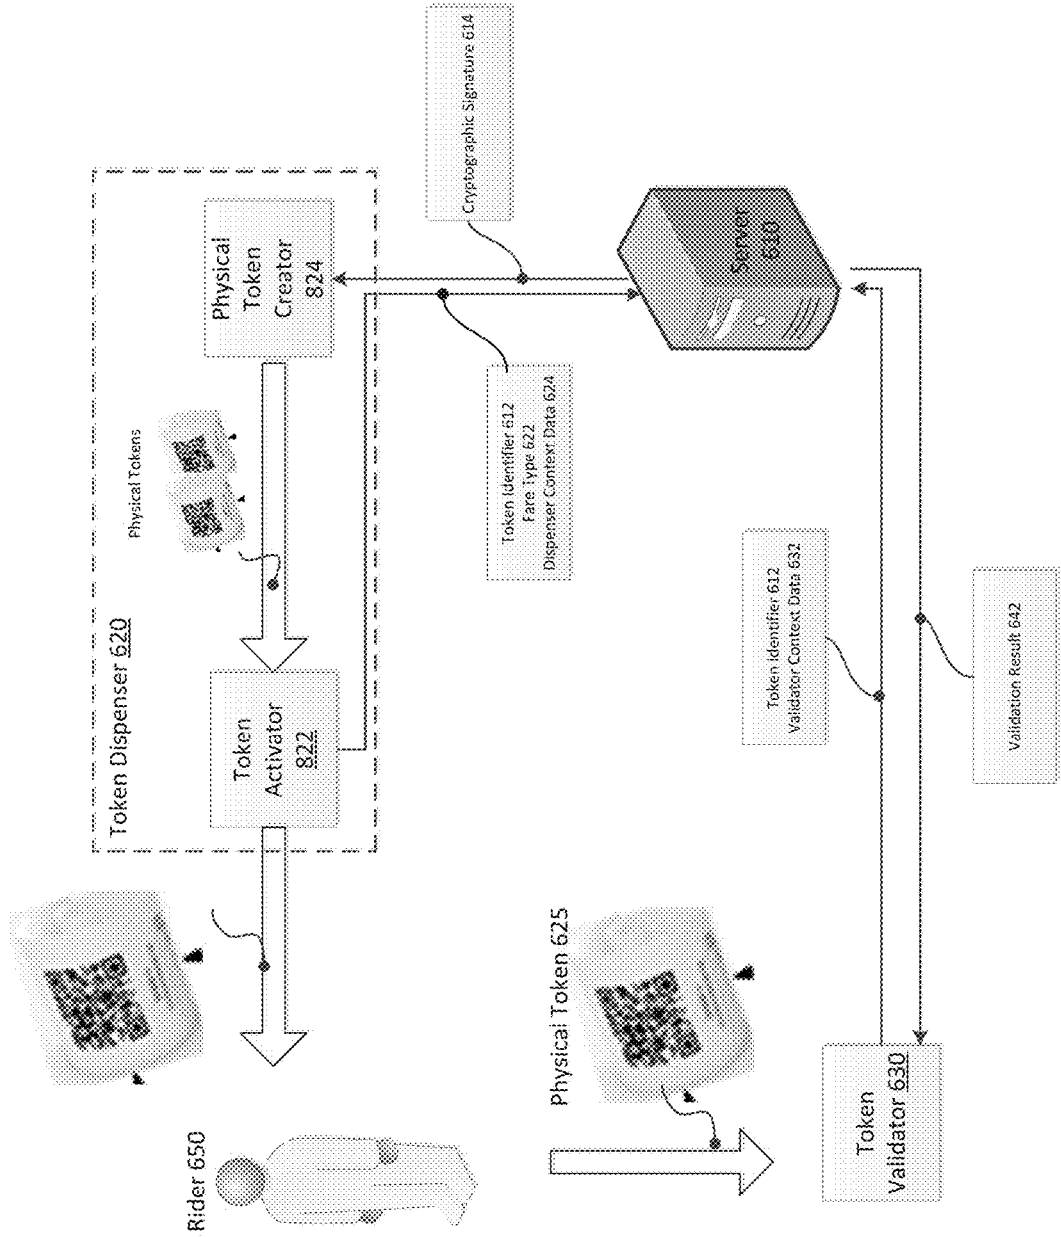 Rider 650
Token Dispenser 620
Token
Activator
822
Physical Tokens
Physical
Token
Creator
824
Physical Token 625
Token Identifier 612
Fare Type 622
Dispenser Context Data 624
Cryptographic Signature 614
Token
Validator 630
Token Identifier 612
Validator Context Data 632
Server
610
Validation Result 642